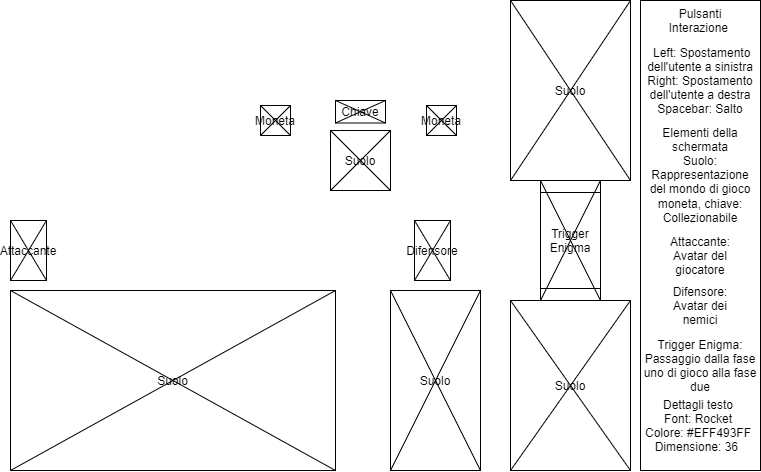 Suolo
Chiave
Moneta
Moneta
Suolo
Attaccante
Difensore
Trigger
Enigma
Suolo
Suolo
Suolo
Pulsanti
Interazione
Left: Spostamento
dell'utente a sinistra
Right: Spostamento
dell'utente a destra
Spacebar: Salto
Elementi della
schermata
Suolo:
Rappresentazione
del mondo di gioco
moneta, chiave:
Collezionabile
Attaccante:
Avatar del
giocatore
Difensore:
Avatar dei
nemici
Trigger Enigma:
Passaggio dalla fase
uno di gioco alla fase
due
Dettagli testo
Font: Rocket
Colore: #EFF493FF
Dimensione: 36